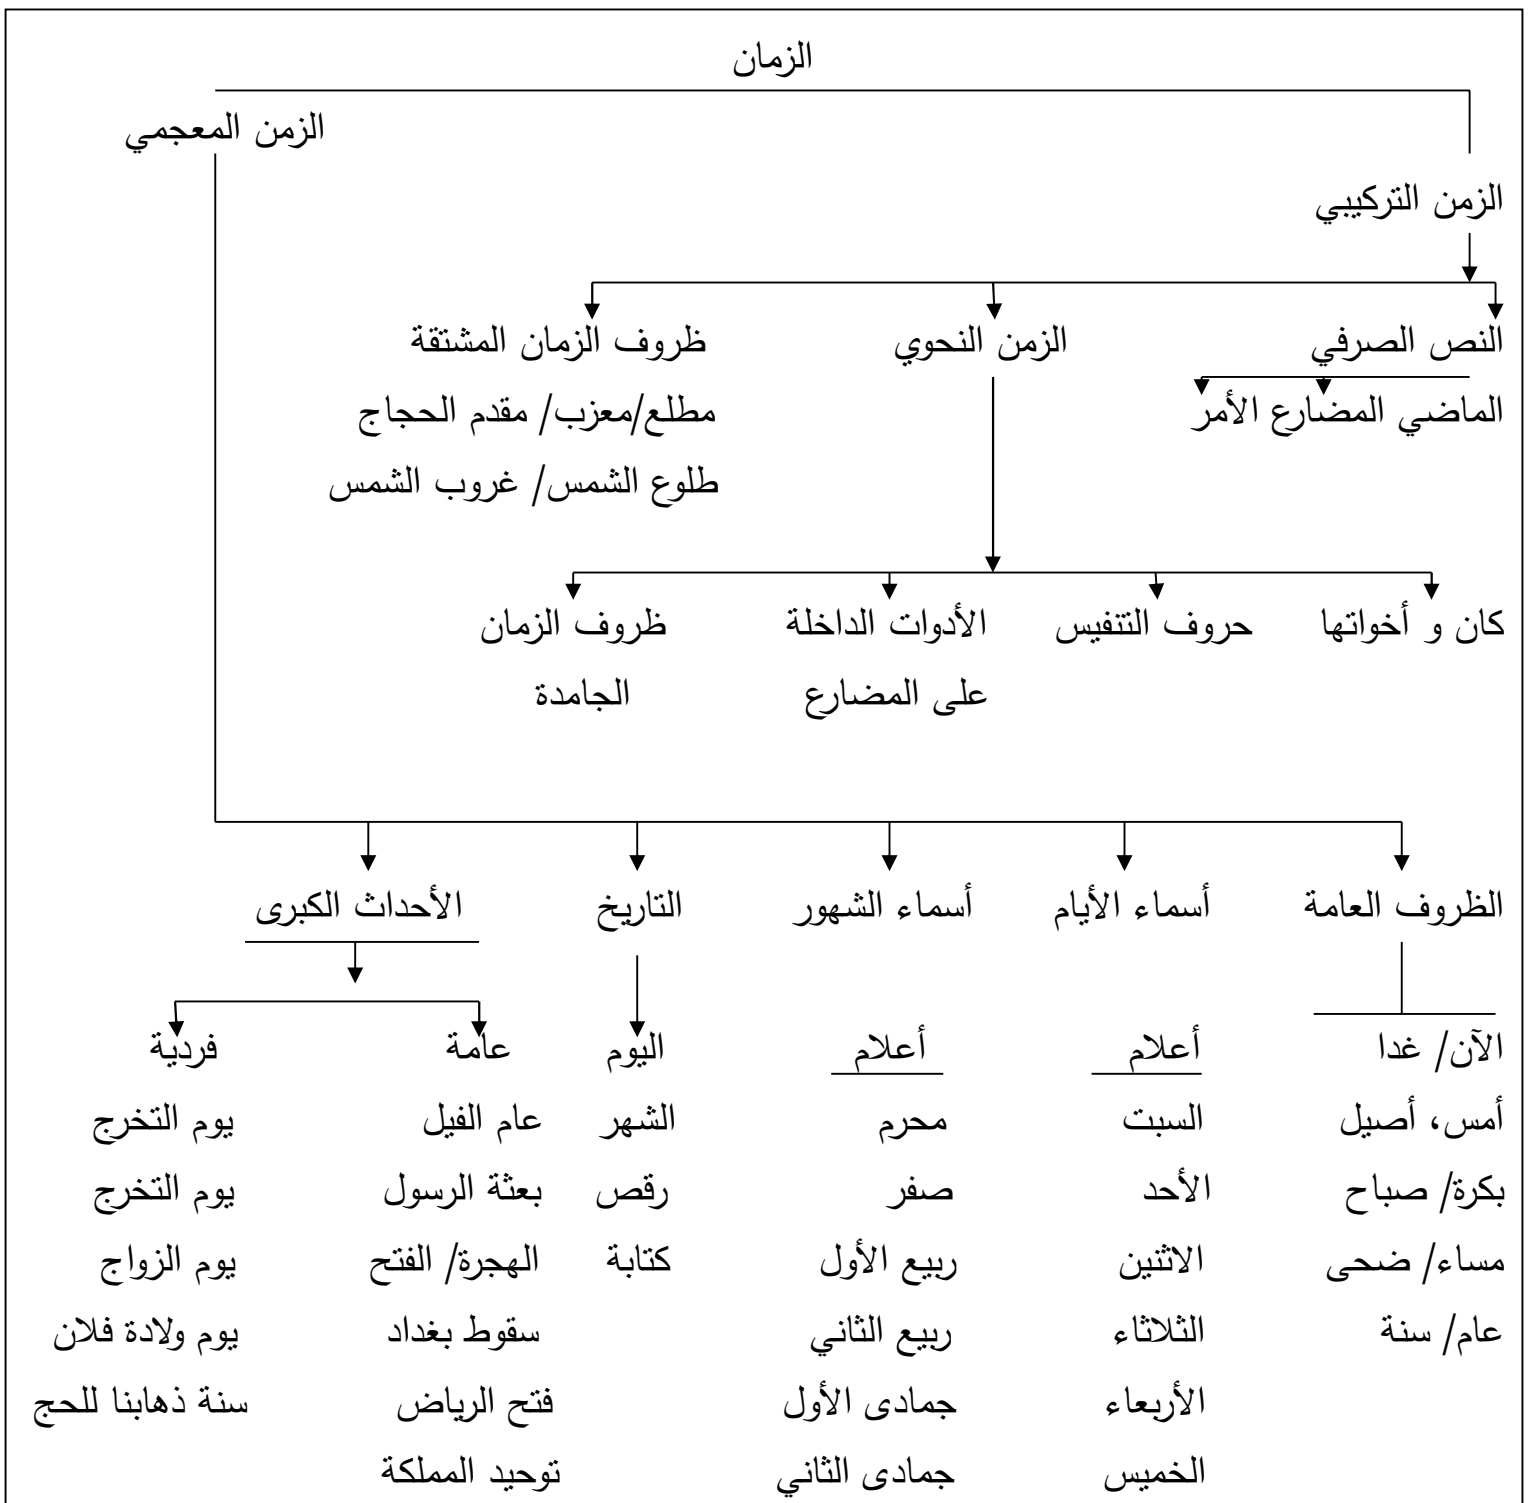 الزمان
الزمن المعجمي
الزمن التركيبي
النص الصرفي الزمن النحوي ظروف الزمان المشتقة
الماضي المضارع الأمر مطلع/معزب/ مقدم الحجاج
طلوع الشمس/ غروب الشمس
كان و أخواتها حروف التنفيس الأدوات الداخلة ظروف الزمان
على المضارع الجامدة
الظروف العامة أسماء الأيام أسماء الشهور التاريخ الأحداث الكبرى
الآن/ غدا أعلام أعلام اليوم عامة فردية
أمس، أصيل السبت محرم الشهر عام الفيل يوم التخرج
بكرة/ صباح الأحد صفر رقص بعثة الرسول يوم التخرج
مساء/ ضحى الاثنين ربيع الأول كتابة الهجرة/ الفتح يوم الزواج
عام/ سنة الثلاثاء ربيع الثاني سقوط بغداد يوم ولادة فلان
الأربعاء جمادى الأول فتح الرياض سنة ذهابنا للحج
الخميس جمادى الثاني توحيد المملكة